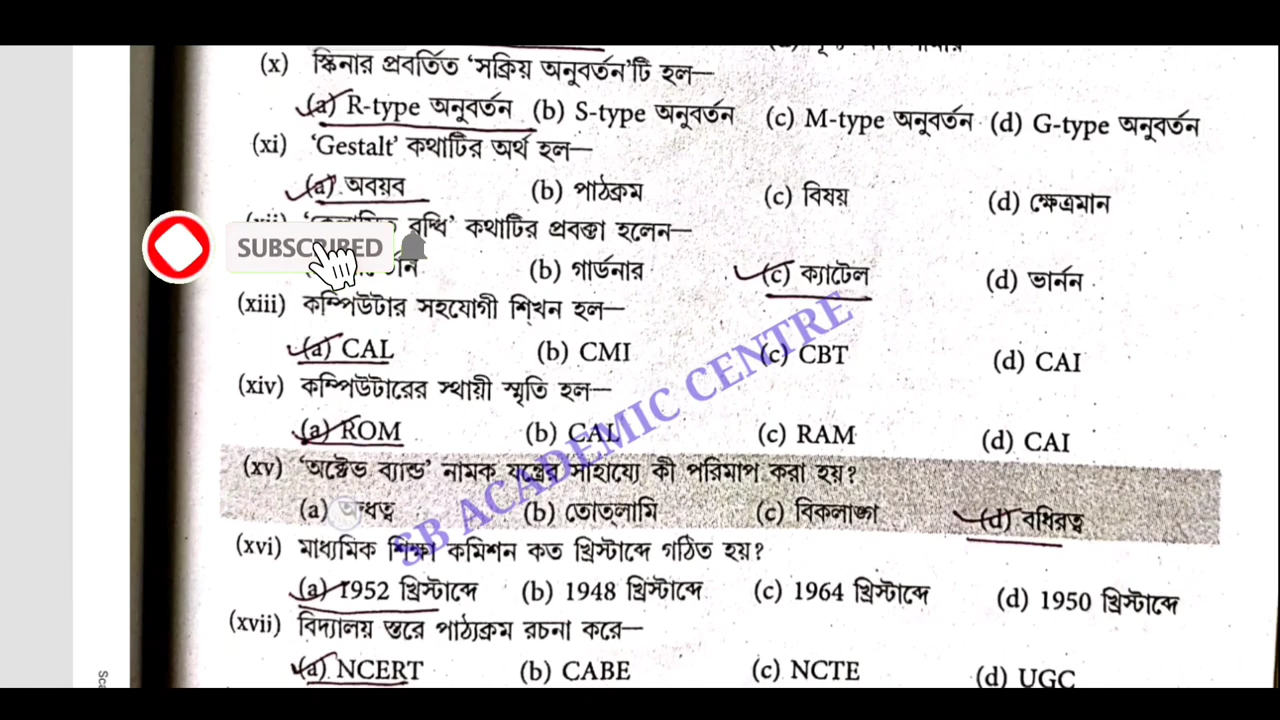 (x) স্কিনার প্রবর্তিত ‘সক্রিয় অনুবর্তন’টি হল—
(a) R-type অনুবর্তন (b) S-type অনুবর্তন (c) M-type অনুবর্তন (d) G-type অনুবর্তন
(xi) ‘Gestalt’ কথাটির অর্থ হল—
(a) অবয়ব (b) পাঠক্রম (c) বিষয় (d) ক্ষেত্রমান
বুদ্ধি’ কথাটির প্রবক্তা হলেন—
SUBSCRIBED
(b) গার্ডনার (c) ক্যাটেল (d) ভার্নন
(xiii) কম্পিউটার সহযোগী শিখন হল—
(a) CAL (b) CMI (c) CBT (d) CAI
(xiv) কম্পিউটারের স্থায়ী স্মৃতি হল—
(a) ROM (b) CAL (c) RAM (d) CAI
(xv) ‘অক্টেভ ব্যান্ড’ নামক যন্ত্রের সাহায্যে কী পরিমাপ করা হয়?
(a) অন্ধত্ব (b) তোত্‌লামি (c) বিকলাঙ্গ (d) বধিরত্ব
(xvi) মাধ্যমিক শিক্ষা কমিশন কত খ্রিস্টাব্দে গঠিত হয়?
(a) 1952 খ্রিস্টাব্দে (b) 1948 খ্রিস্টাব্দে (c) 1964 খ্রিস্টাব্দে (d) 1950 খ্রিস্টাব্দে
(xvii) বিদ্যালয় স্তরে পাঠ্যক্রম রচনা করে—
(a) NCERT (b) CABE (c) NCTE (d) UGC
SB ACADEMIC CENTRE